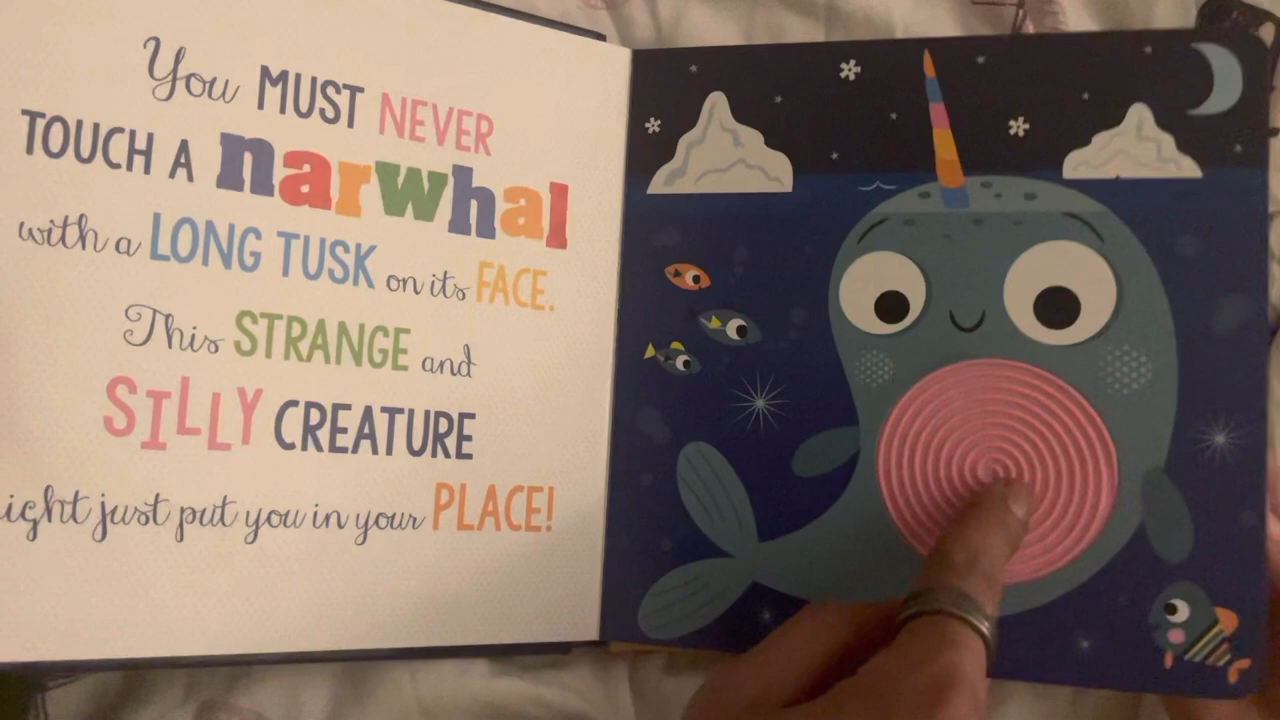 You MUST NEVER
TOUCH A narwhal
with a LONG TUSK on its FACE.
This STRANGE and
SILLY CREATURE
ight just put you in your PLACE!